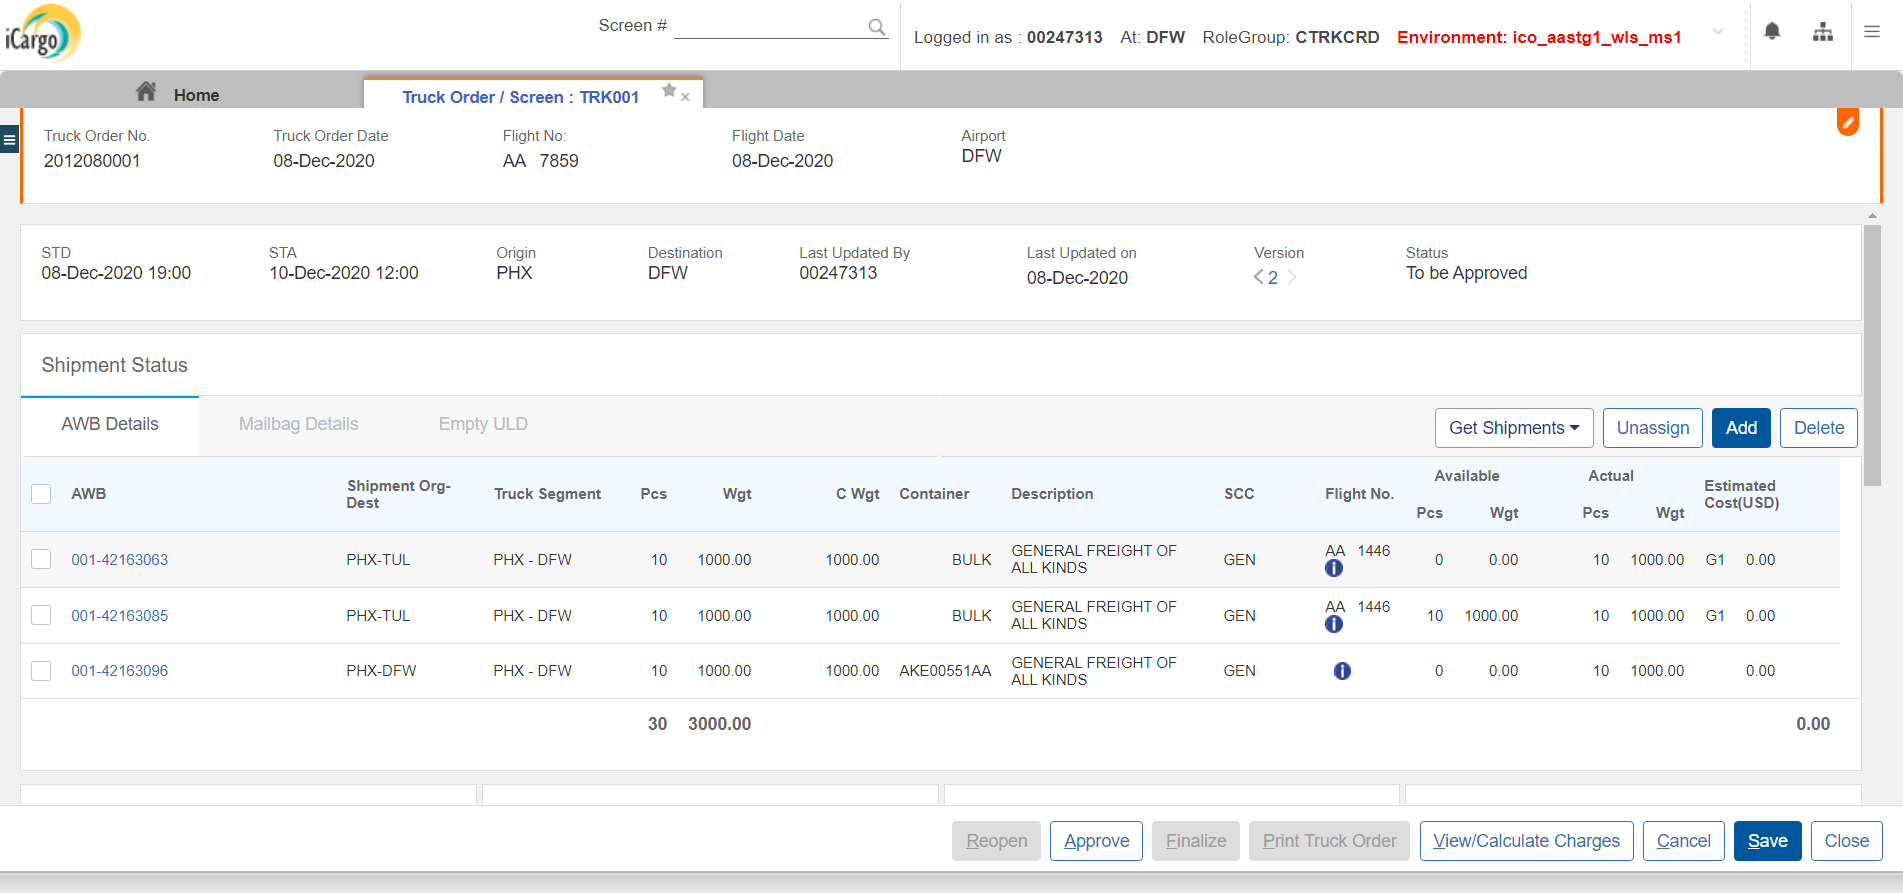 iCargo
Screen #
Logged in as : 00247313 At: DFW RoleGroup: CTRKCRD Environment: ico_aastg1_wls_ms1
Home
Truck Order / Screen : TRK001
Truck Order No. Truck Order Date Flight No: Flight Date Airport
2012080001 08-Dec-2020 AA 7859 08-Dec-2020 DFW
STD STA Origin Destination Last Updated By Last Updated on Version Status
08-Dec-2020 19:00 10-Dec-2020 12:00 PHX DFW 00247313 08-Dec-2020 2 To be Approved
Shipment Status
AWB Details Mailbag Details Empty ULD Get Shipments Unassign Add Delete
AWB Shipment Org-Dest Truck Segment Pcs Wgt C Wgt Container Description SCC Flight No. Available Pcs Wgt Actual Pcs Wgt Estimated Cost(USD)
001-42163063 PHX-TUL PHX - DFW 10 1000.00 1000.00 BULK GENERAL FREIGHT OF ALL KINDS GEN AA 1446 0 0.00 10 1000.00 G1 0.00
001-42163085 PHX-TUL PHX - DFW 10 1000.00 1000.00 BULK GENERAL FREIGHT OF ALL KINDS GEN AA 1446 10 1000.00 10 1000.00 G1 0.00
001-42163096 PHX-DFW PHX - DFW 10 1000.00 1000.00 AKE00551AA GENERAL FREIGHT OF ALL KINDS GEN 0 0.00 10 1000.00 0.00
30 3000.00 0.00
Reopen Approve Finalize Print Truck Order View/Calculate Charges Cancel Save Close